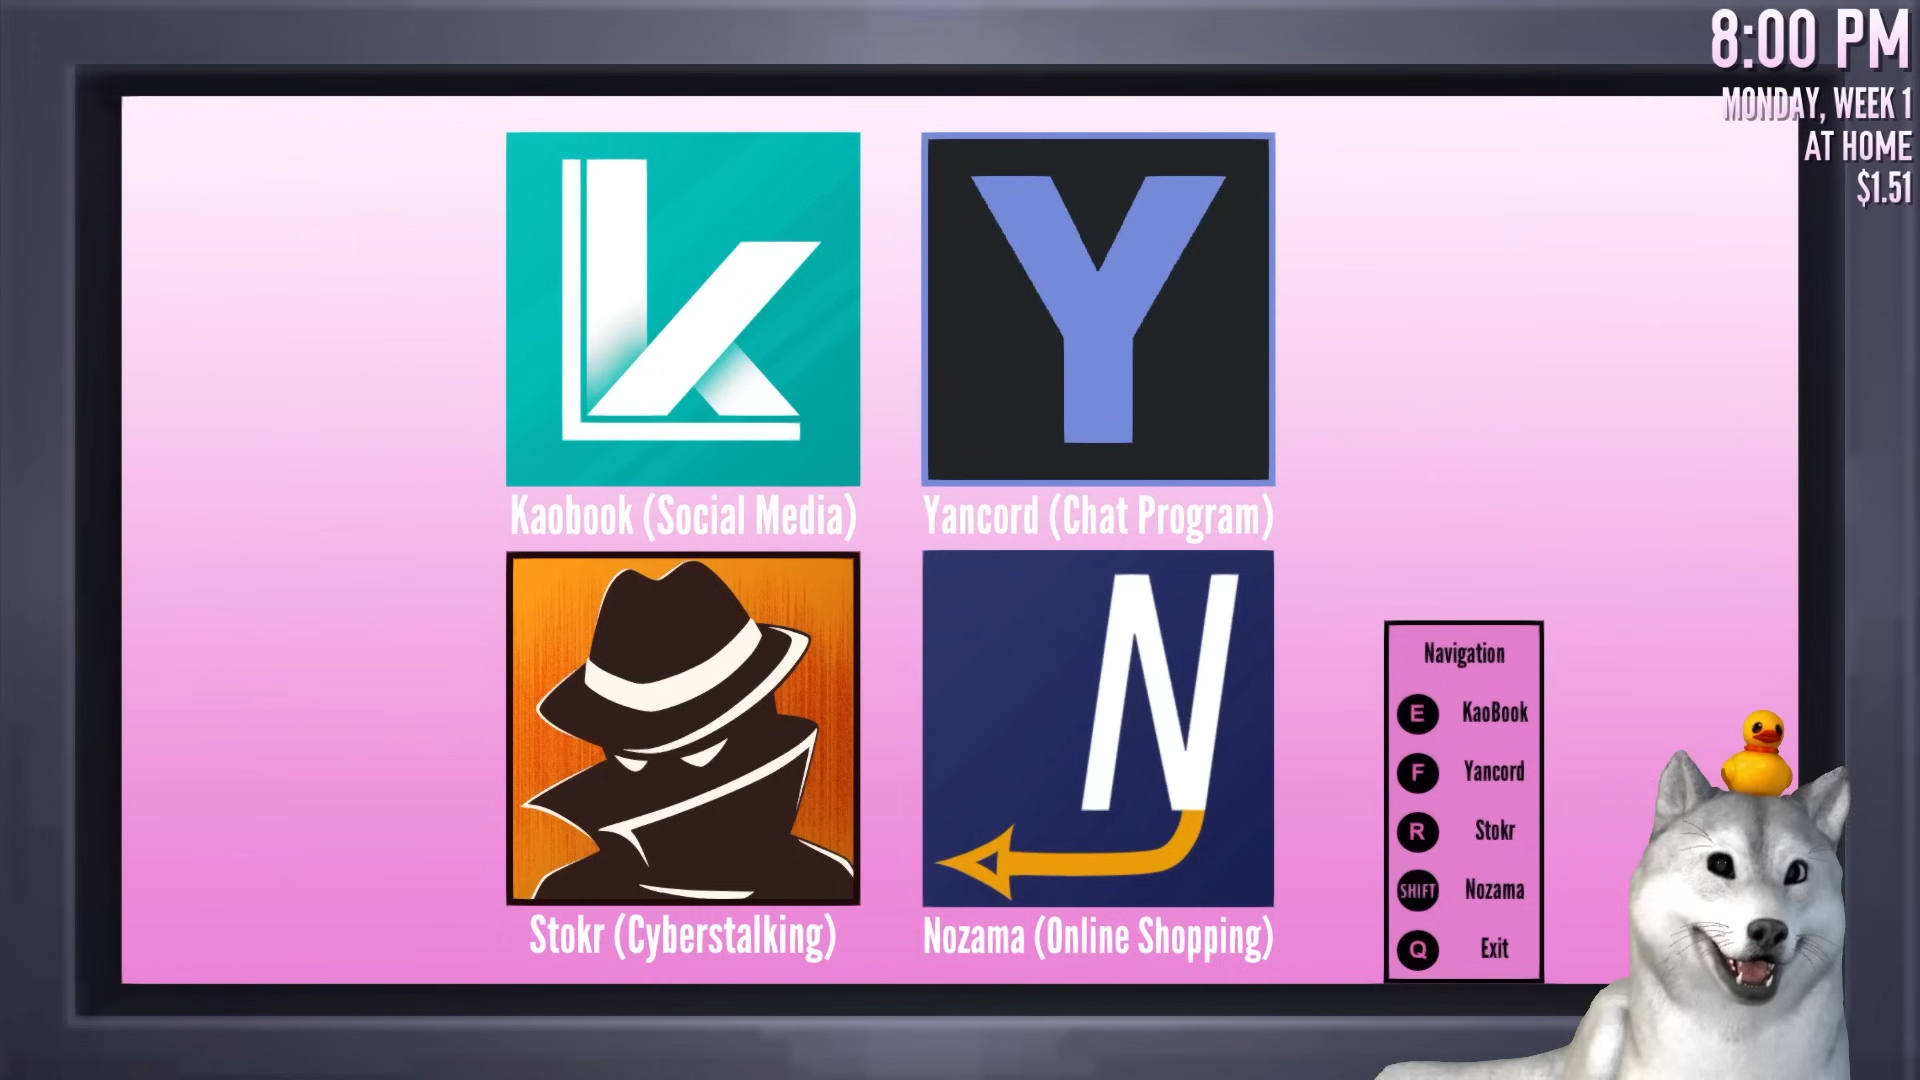 8:00 PM
MONDAY, WEEK 1
AT HOME
$1.51
K
Y
Kaobook (Social Media)
Yancord (Chat Program)
N
Stokr (Cyberstalking)
Nozama (Online Shopping)
Navigation
E KaoBook
F Yancord
R Stokr
SHIFT Nozama
Q Exit